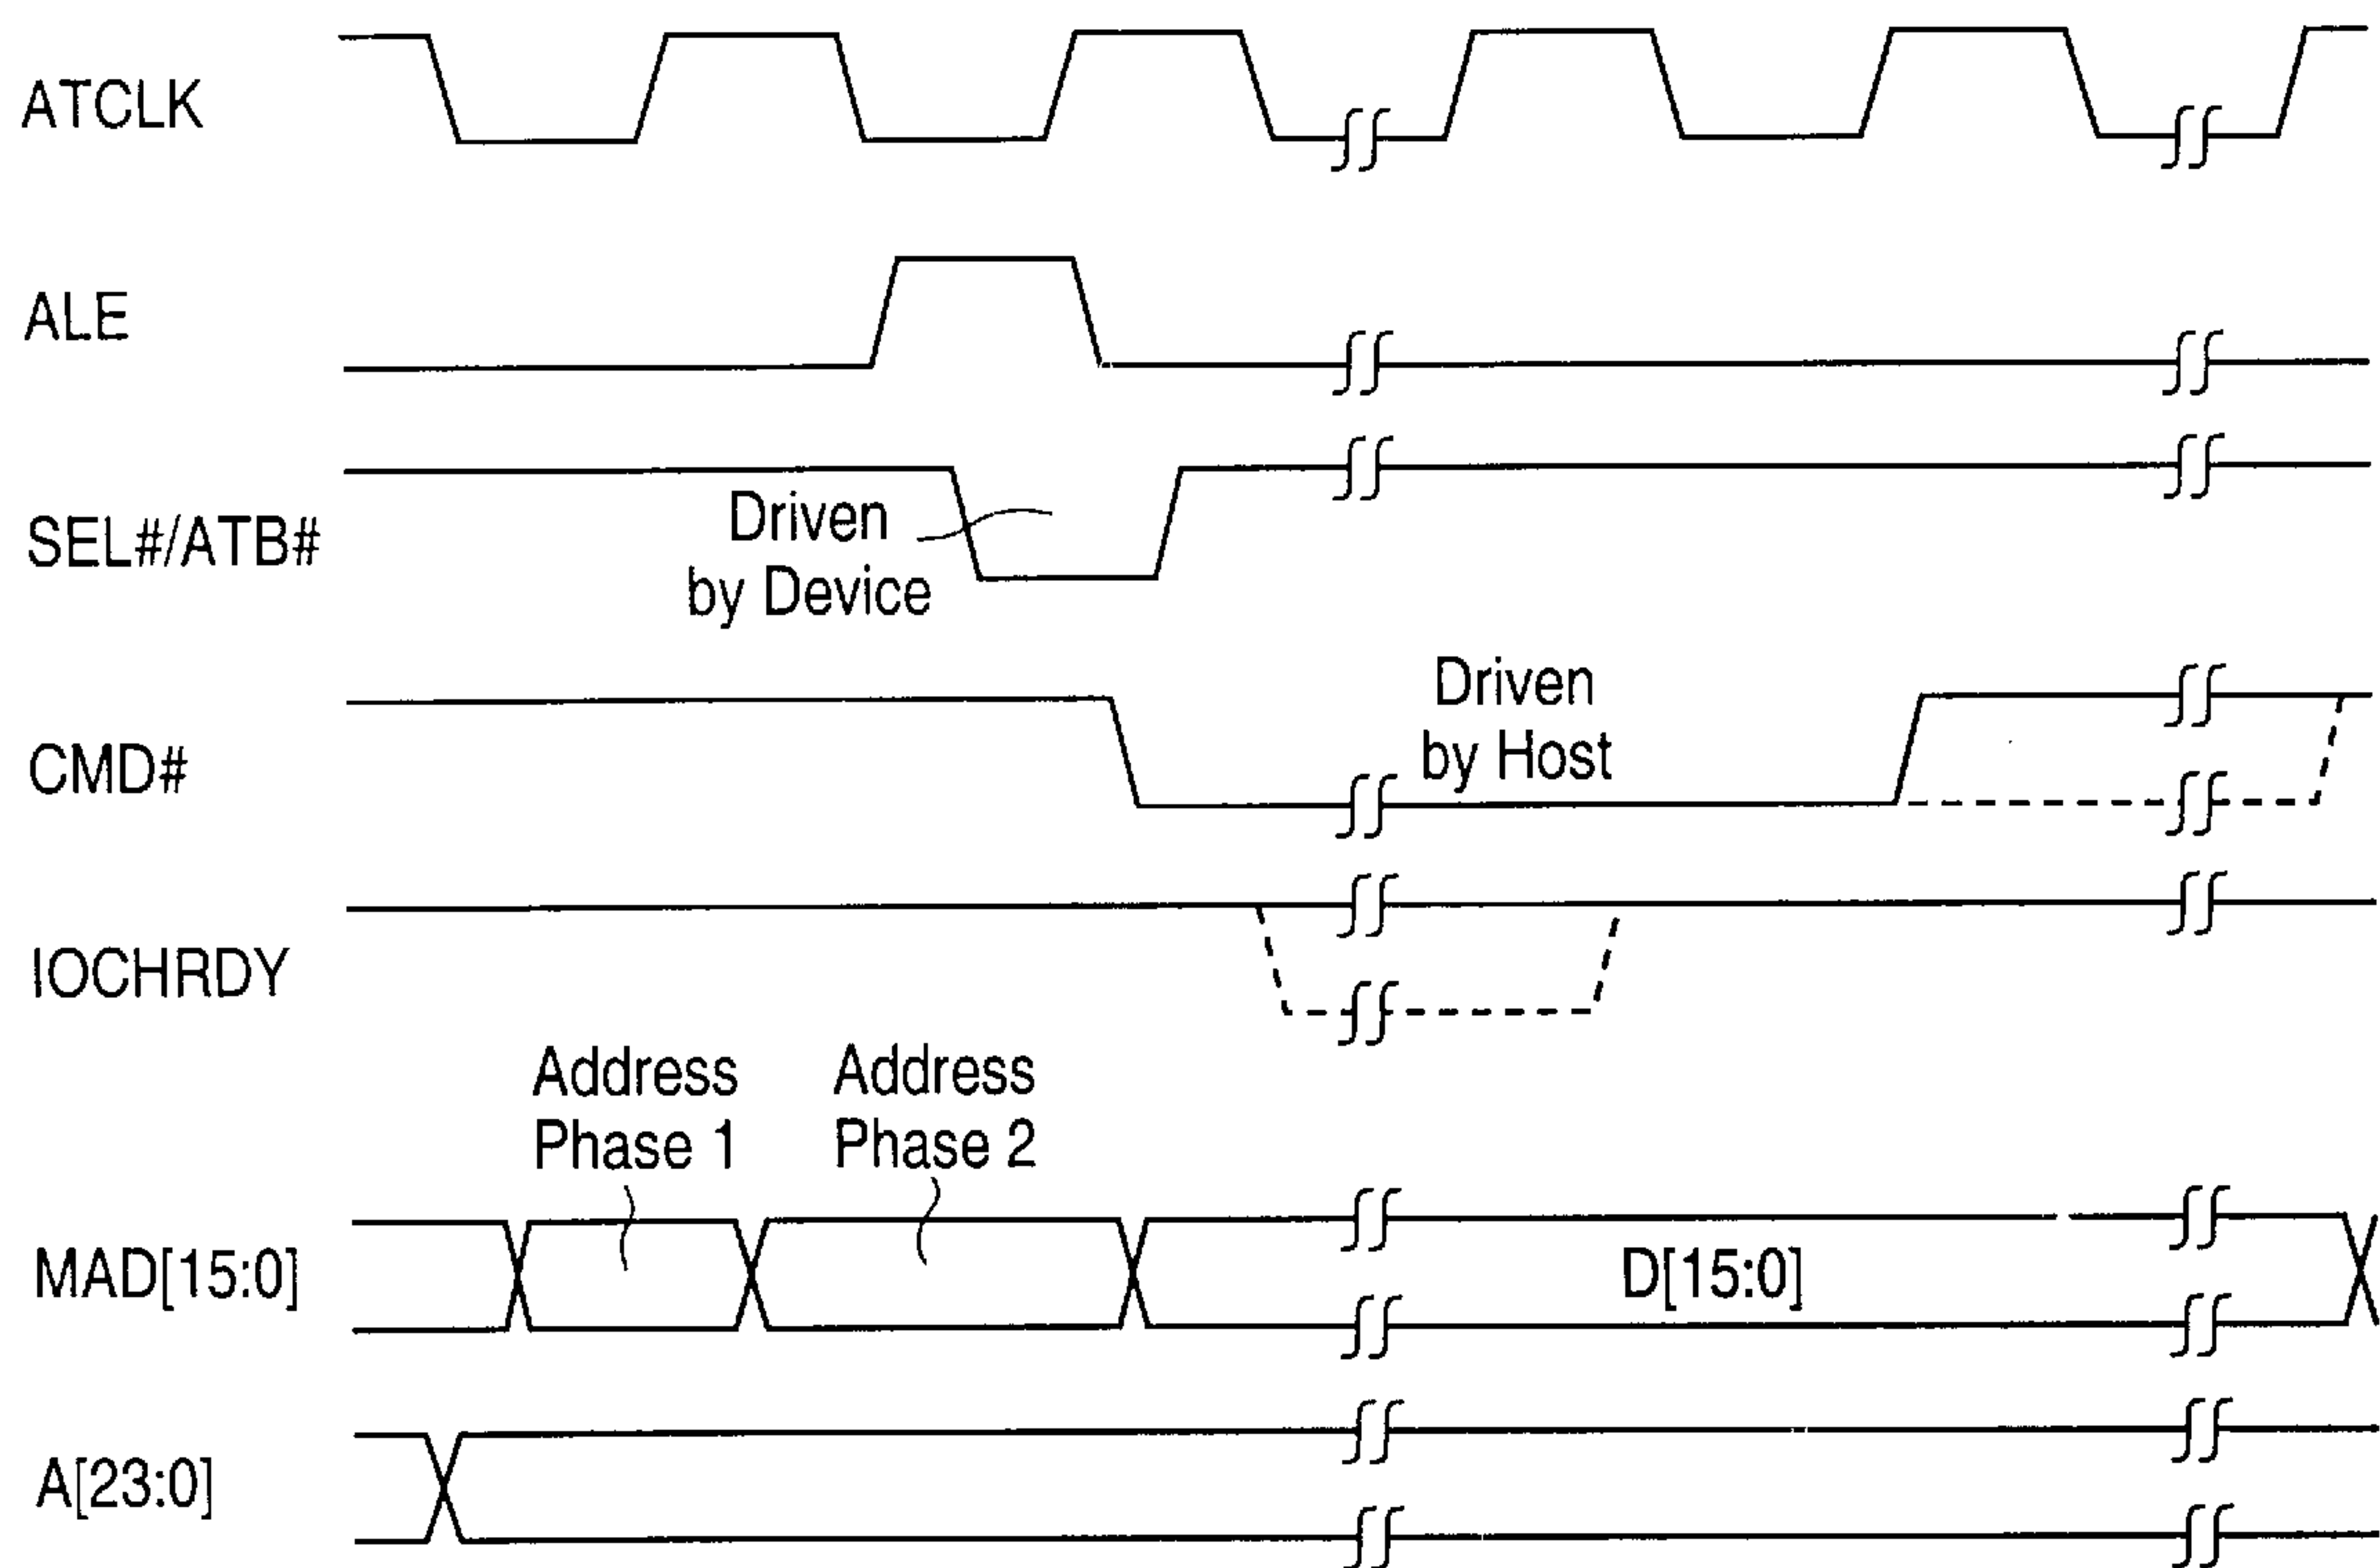 ATCLK
ALE
SEL#/ATB#
Driven
by Device
CMD#
Driven
by Host
IOCHRDY
Address
Phase 1
Address
Phase 2
MAD[15:0]
D[15:0]
A[23:0]